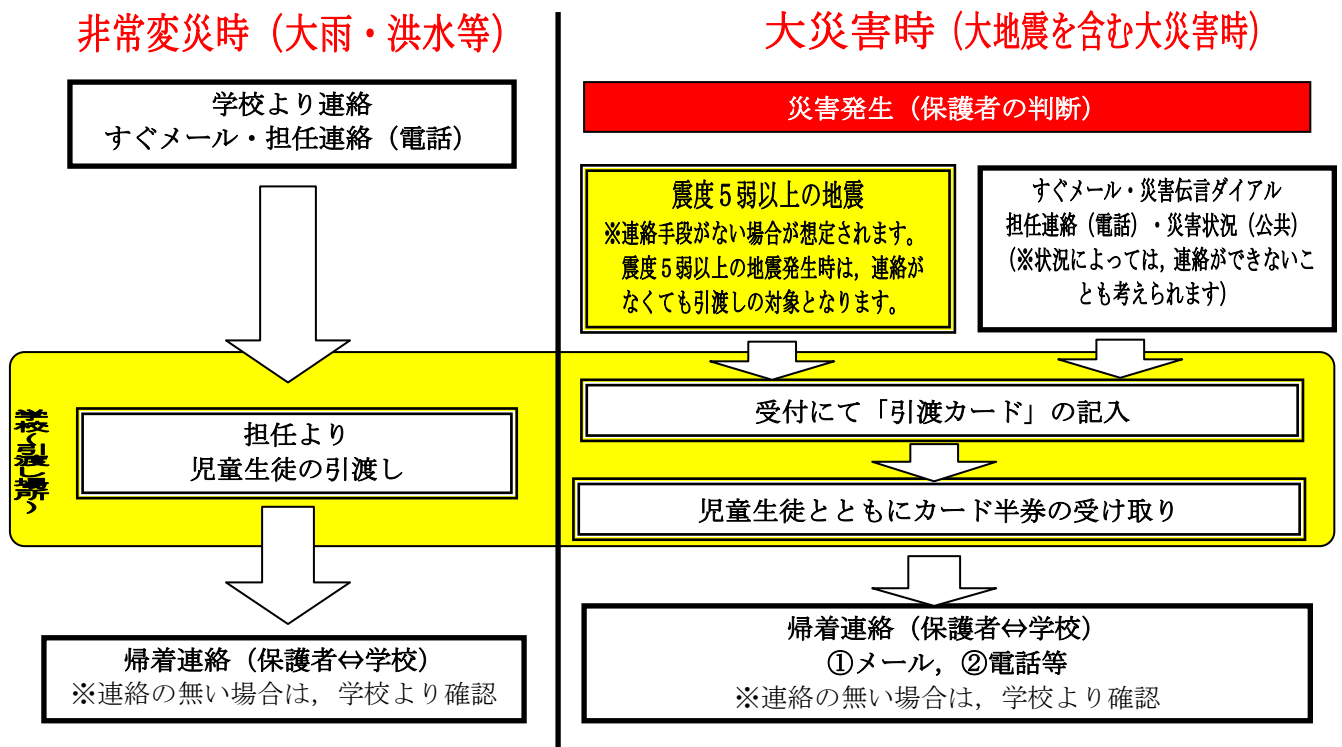 非常変災時（大雨・洪水等）
学校より連絡
すぐメール・担任連絡（電話）
学校（引渡し場所）
担任より
児童生徒の引渡し
帰着連絡（保護者⇔学校）
※連絡の無い場合は，学校より確認
大災害時（大地震を含む大災害時）
災害発生（保護者の判断）
震度５弱以上の地震
※連絡手段がない場合が想定されます。
震度５弱以上の地震発生時は，連絡が
なくても引渡しの対象となります。
すぐメール・災害伝言ダイアル
担任連絡（電話）・災害状況（公共）
（※状況によっては，連絡ができないこ
とも考えられます）
受付にて「引渡カード」の記入
児童生徒とともにカード半券の受け取り
帰着連絡（保護者⇔学校）
①メール，②電話等
※連絡の無い場合は，学校より確認